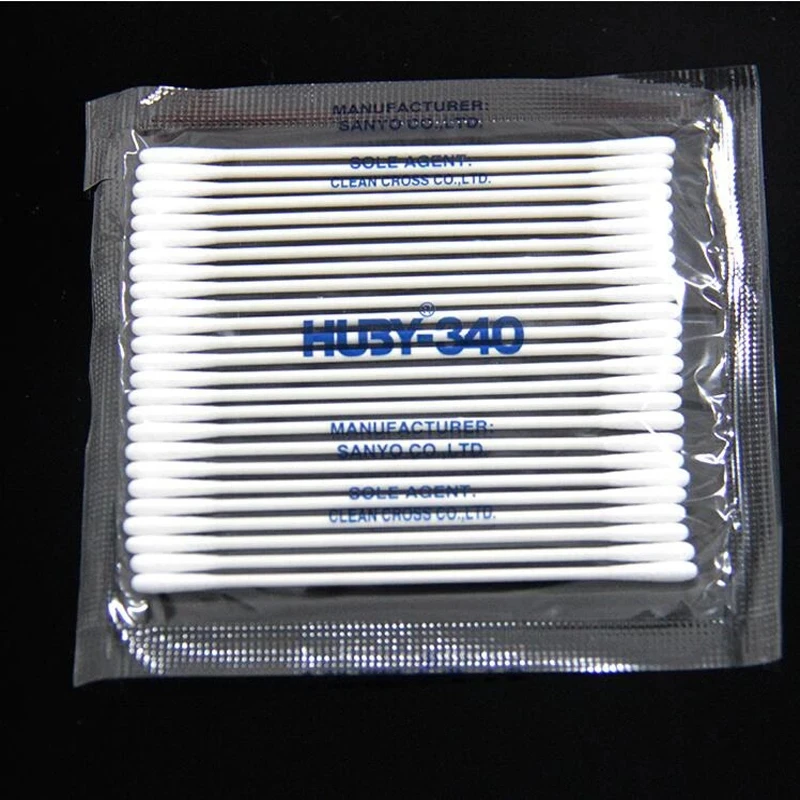 MANUFACTURER:
SANYO CO.,LTD.
SOLE AGENT:
CLEAN CROSS CO.,LTD.
HUBY-340®
MANUFACTURER:
SANYO CO.,LTD.
SOLE AGENT:
CLEAN CROSS CO.,LTD.